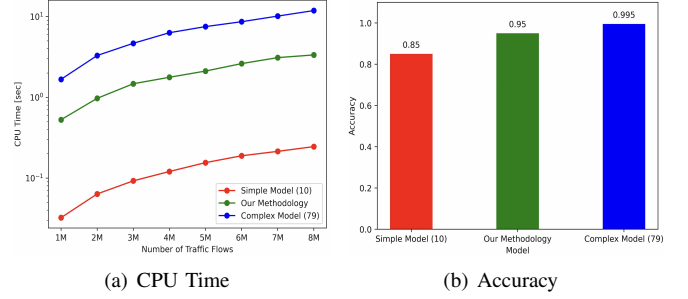 CPU Time [sec]
10¹
10⁰
10⁻¹
1M 2M 3M 4M 5M 6M 7M 8M
Number of Traffic Flows
Simple Model (10)
Our Methodology
Complex Model (79)
(a) CPU Time
Accuracy
1.0
0.8
0.6
0.4
0.2
0.0
0.85
0.95
0.995
Simple Model (10) Our Methodology Complex Model (79)
Model
(b) Accuracy